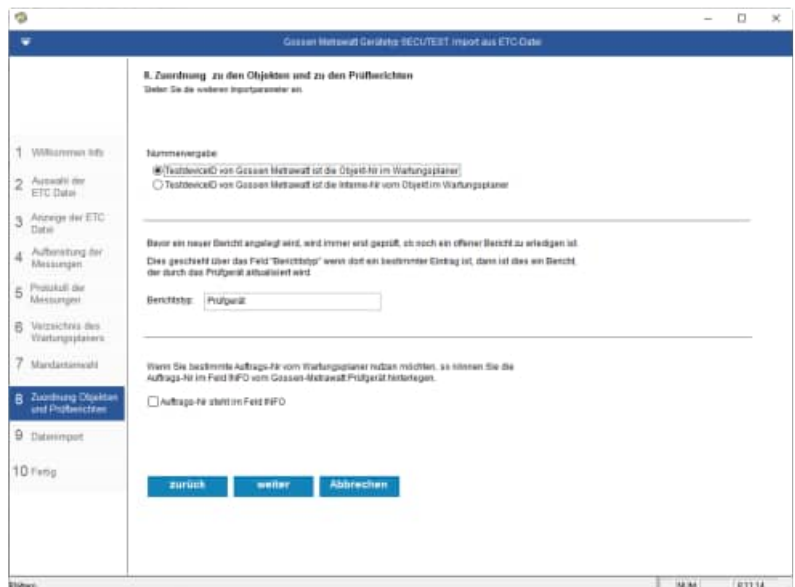 Gossen Metrawatt Gerätetyp SECUTEST Import aus ETC-Datei
8. Zuordnung zu den Objekten und zu den Prüfberichten
Stellen Sie die weiteren Importparameter ein.
1 Willkommen Info
2 Auswahl der
ETC Datei
3 Anzeige der ETC
Datei
4 Aufbereitung der
Messungen
5 Protokoll der
Messungen
6 Verzeichnis des
Wartungsplaners
7 Mandantenwahl
8 Zuordnung Objekten
und Prüfberichten
9 Datenimport
10 Fertig
Nummernvergabe
TestdeviceID von Gossen Metrawatt ist die Objekt-Nr im Wartungsplaner
TestdeviceID von Gossen Metrawatt ist die Interne-Nr vom Objekt im Wartungsplaner
Bevor ein neuer Bericht angelegt wird, wird immer erst geprüft, ob noch ein offener Bericht zu erledigen ist.
Dies geschieht über das Feld "Berichtstyp" wenn dort ein bestimmter Eintrag ist, dann ist dies ein Bericht,
der durch das Prüfgerät aktualisiert wird.
Berichtstyp: Prüfgerät
Wenn Sie bestimmte Auftrags-Nr vom Wartungsplaner nutzen möchten, so können Sie die
Auftrags-Nr im Feld INFO vom Gossen-Metrawatt Prüfgerät hinterlegen.
Auftrags-Nr steht im Feld INFO
zurück weiter Abbrechen